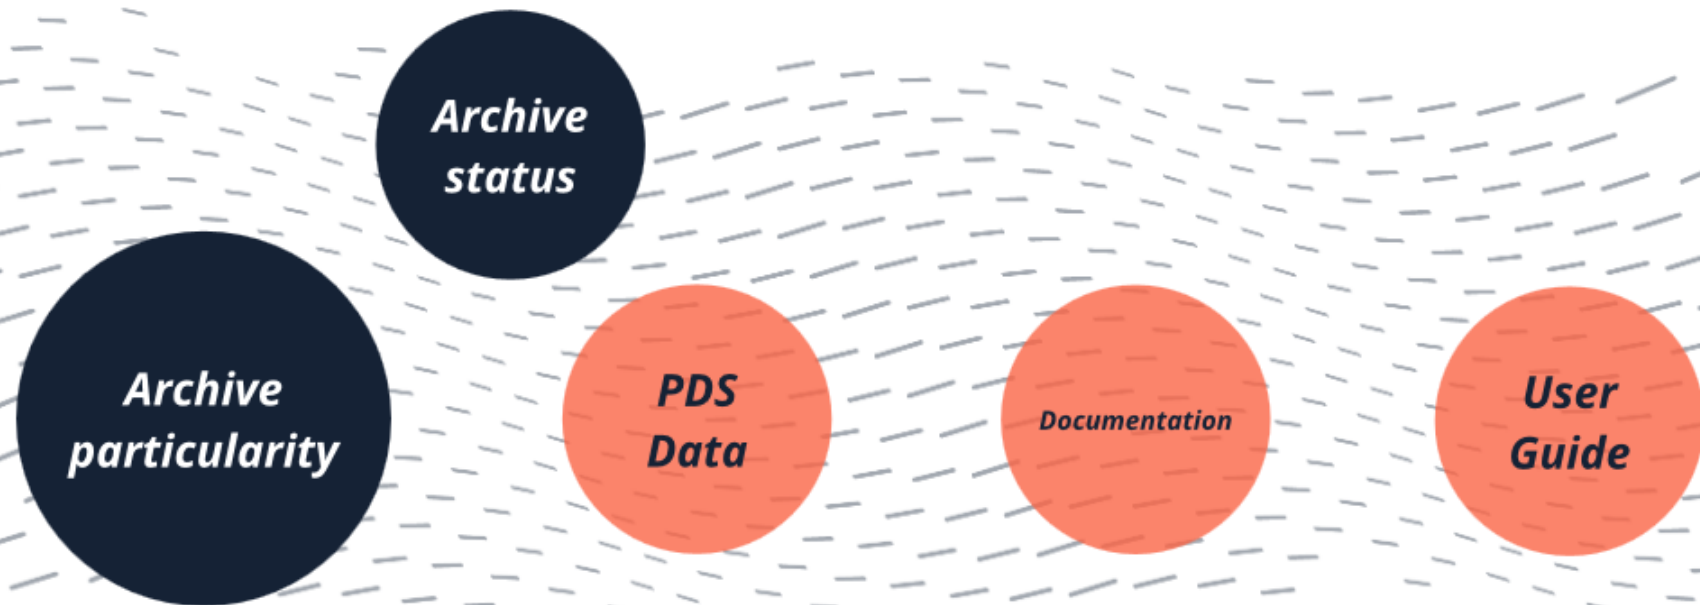 Archive
status
Archive
particularity
PDS
Data
Documentation
User
Guide